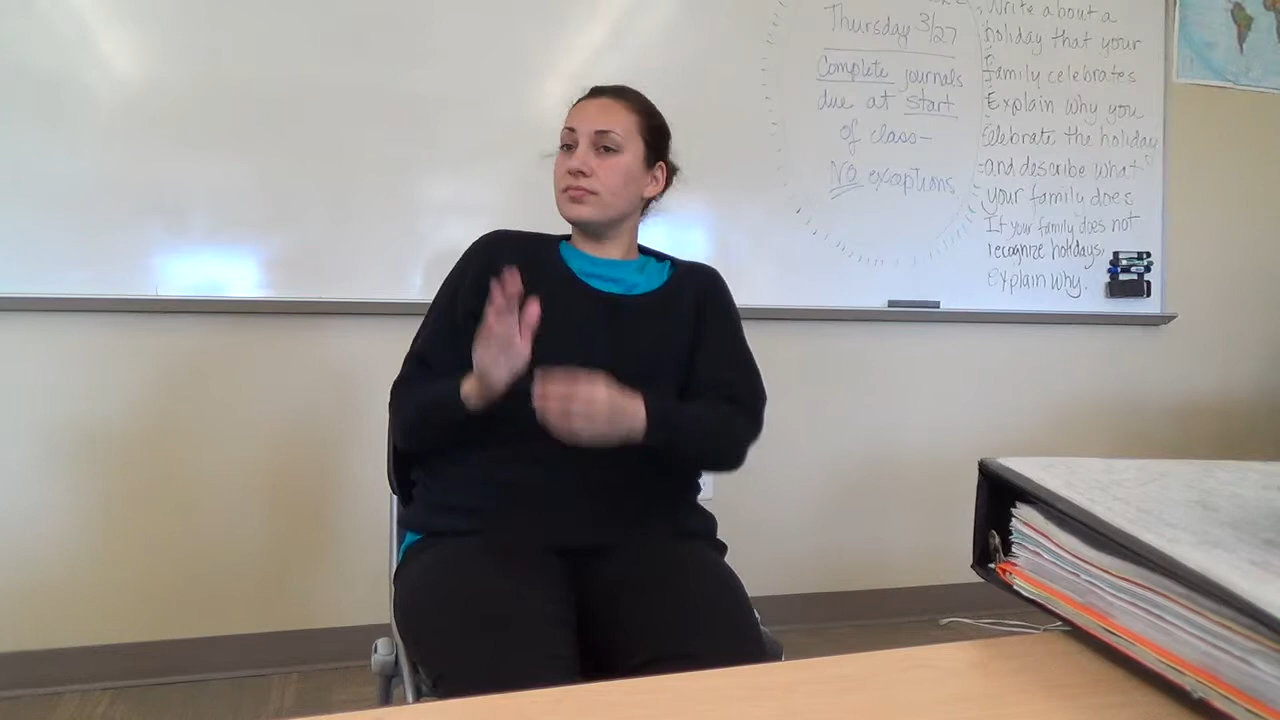 Thursday 3/27
Complete journals
due at start
of class-
No exceptions
Write about a
holiday that your
family celebrates
Explain why you
celebrate the holiday
and describe what
your family does
If your family does not
recognize holidays,
explain why.